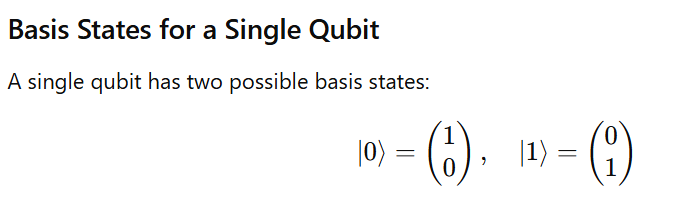 Basis States for a Single Qubit
A single qubit has two possible basis states:
|0⟩ = (1 0), |1⟩ = (0 1)